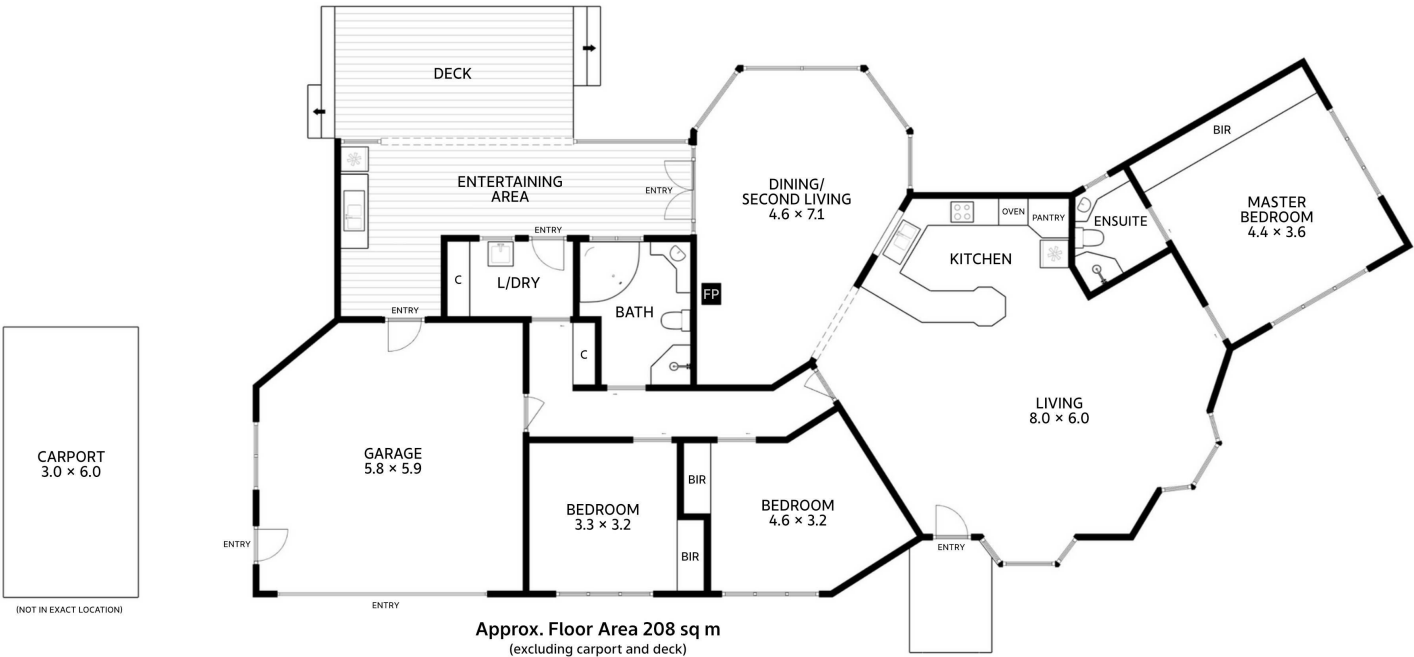 DECK
ENTERTAINING
AREA
ENTRY
ENTRY
C
L/DRY
BATH
FP
ENTRY
C
DINING/
SECOND LIVING
4.6 × 7.1
OVEN
PANTRY
KITCHEN
ENSUITE
BIR
MASTER
BEDROOM
4.4 × 3.6
LIVING
8.0 × 6.0
ENTRY
CARPORT
3.0 × 6.0
(NOT IN EXACT LOCATION)
GARAGE
5.8 × 5.9
ENTRY
ENTRY
BEDROOM
3.3 × 3.2
BIR
BIR
BEDROOM
4.6 × 3.2
Approx. Floor Area 208 sq m
(excluding carport and deck)